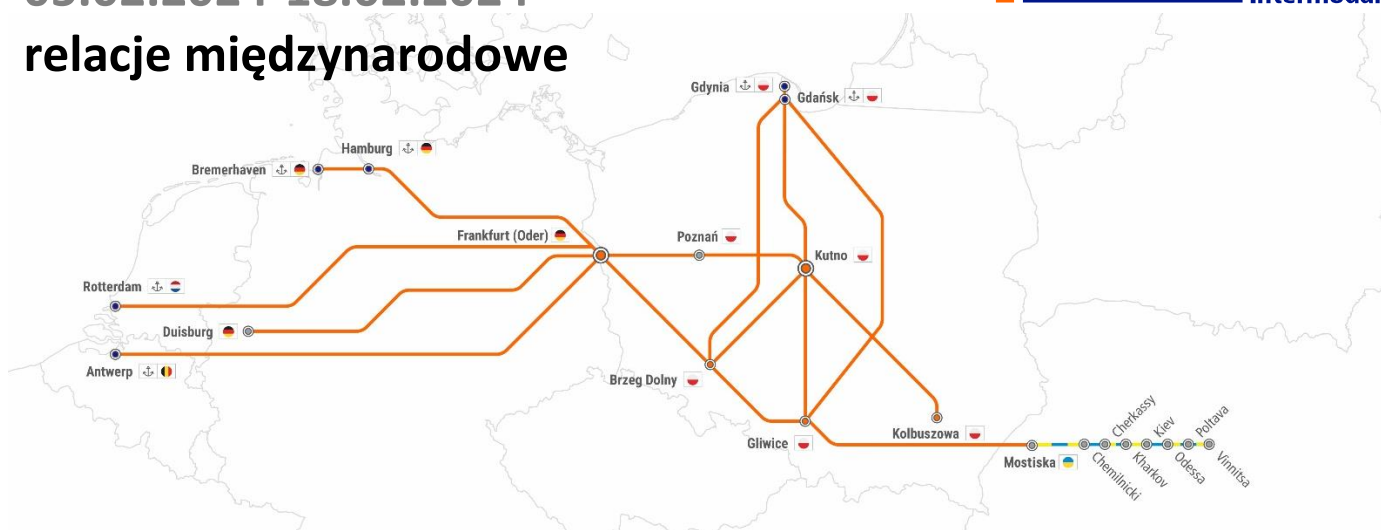 relacje międzynarodowe
Gdynia
Gdańsk
Hamburg
Bremerhaven
Frankfurt (Oder)
Poznań
Kutno
Rotterdam
Duisburg
Antwerp
Brzeg Dolny
Gliwice
Kolbuszowa
Mostiska
Chemilnicki
Cherkassy
Kharkov
Kiev
Odessa
Poltava
Vinnitsa